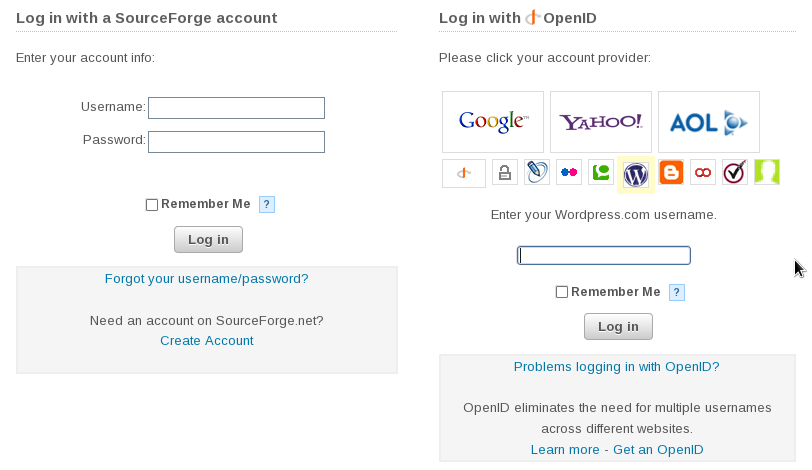 Log in with a SourceForge account
Enter your account info:
Username:
Password:
Remember Me ?
Log in
Forgot your username/password?
Need an account on SourceForge.net?
Create Account
Log in with OpenID
Please click your account provider:
Google™ YAHOO! AOL
Enter your Wordpress.com username.
Remember Me ?
Log in
Problems logging in with OpenID?
OpenID eliminates the need for multiple usernames
across different websites.
Learn more - Get an OpenID